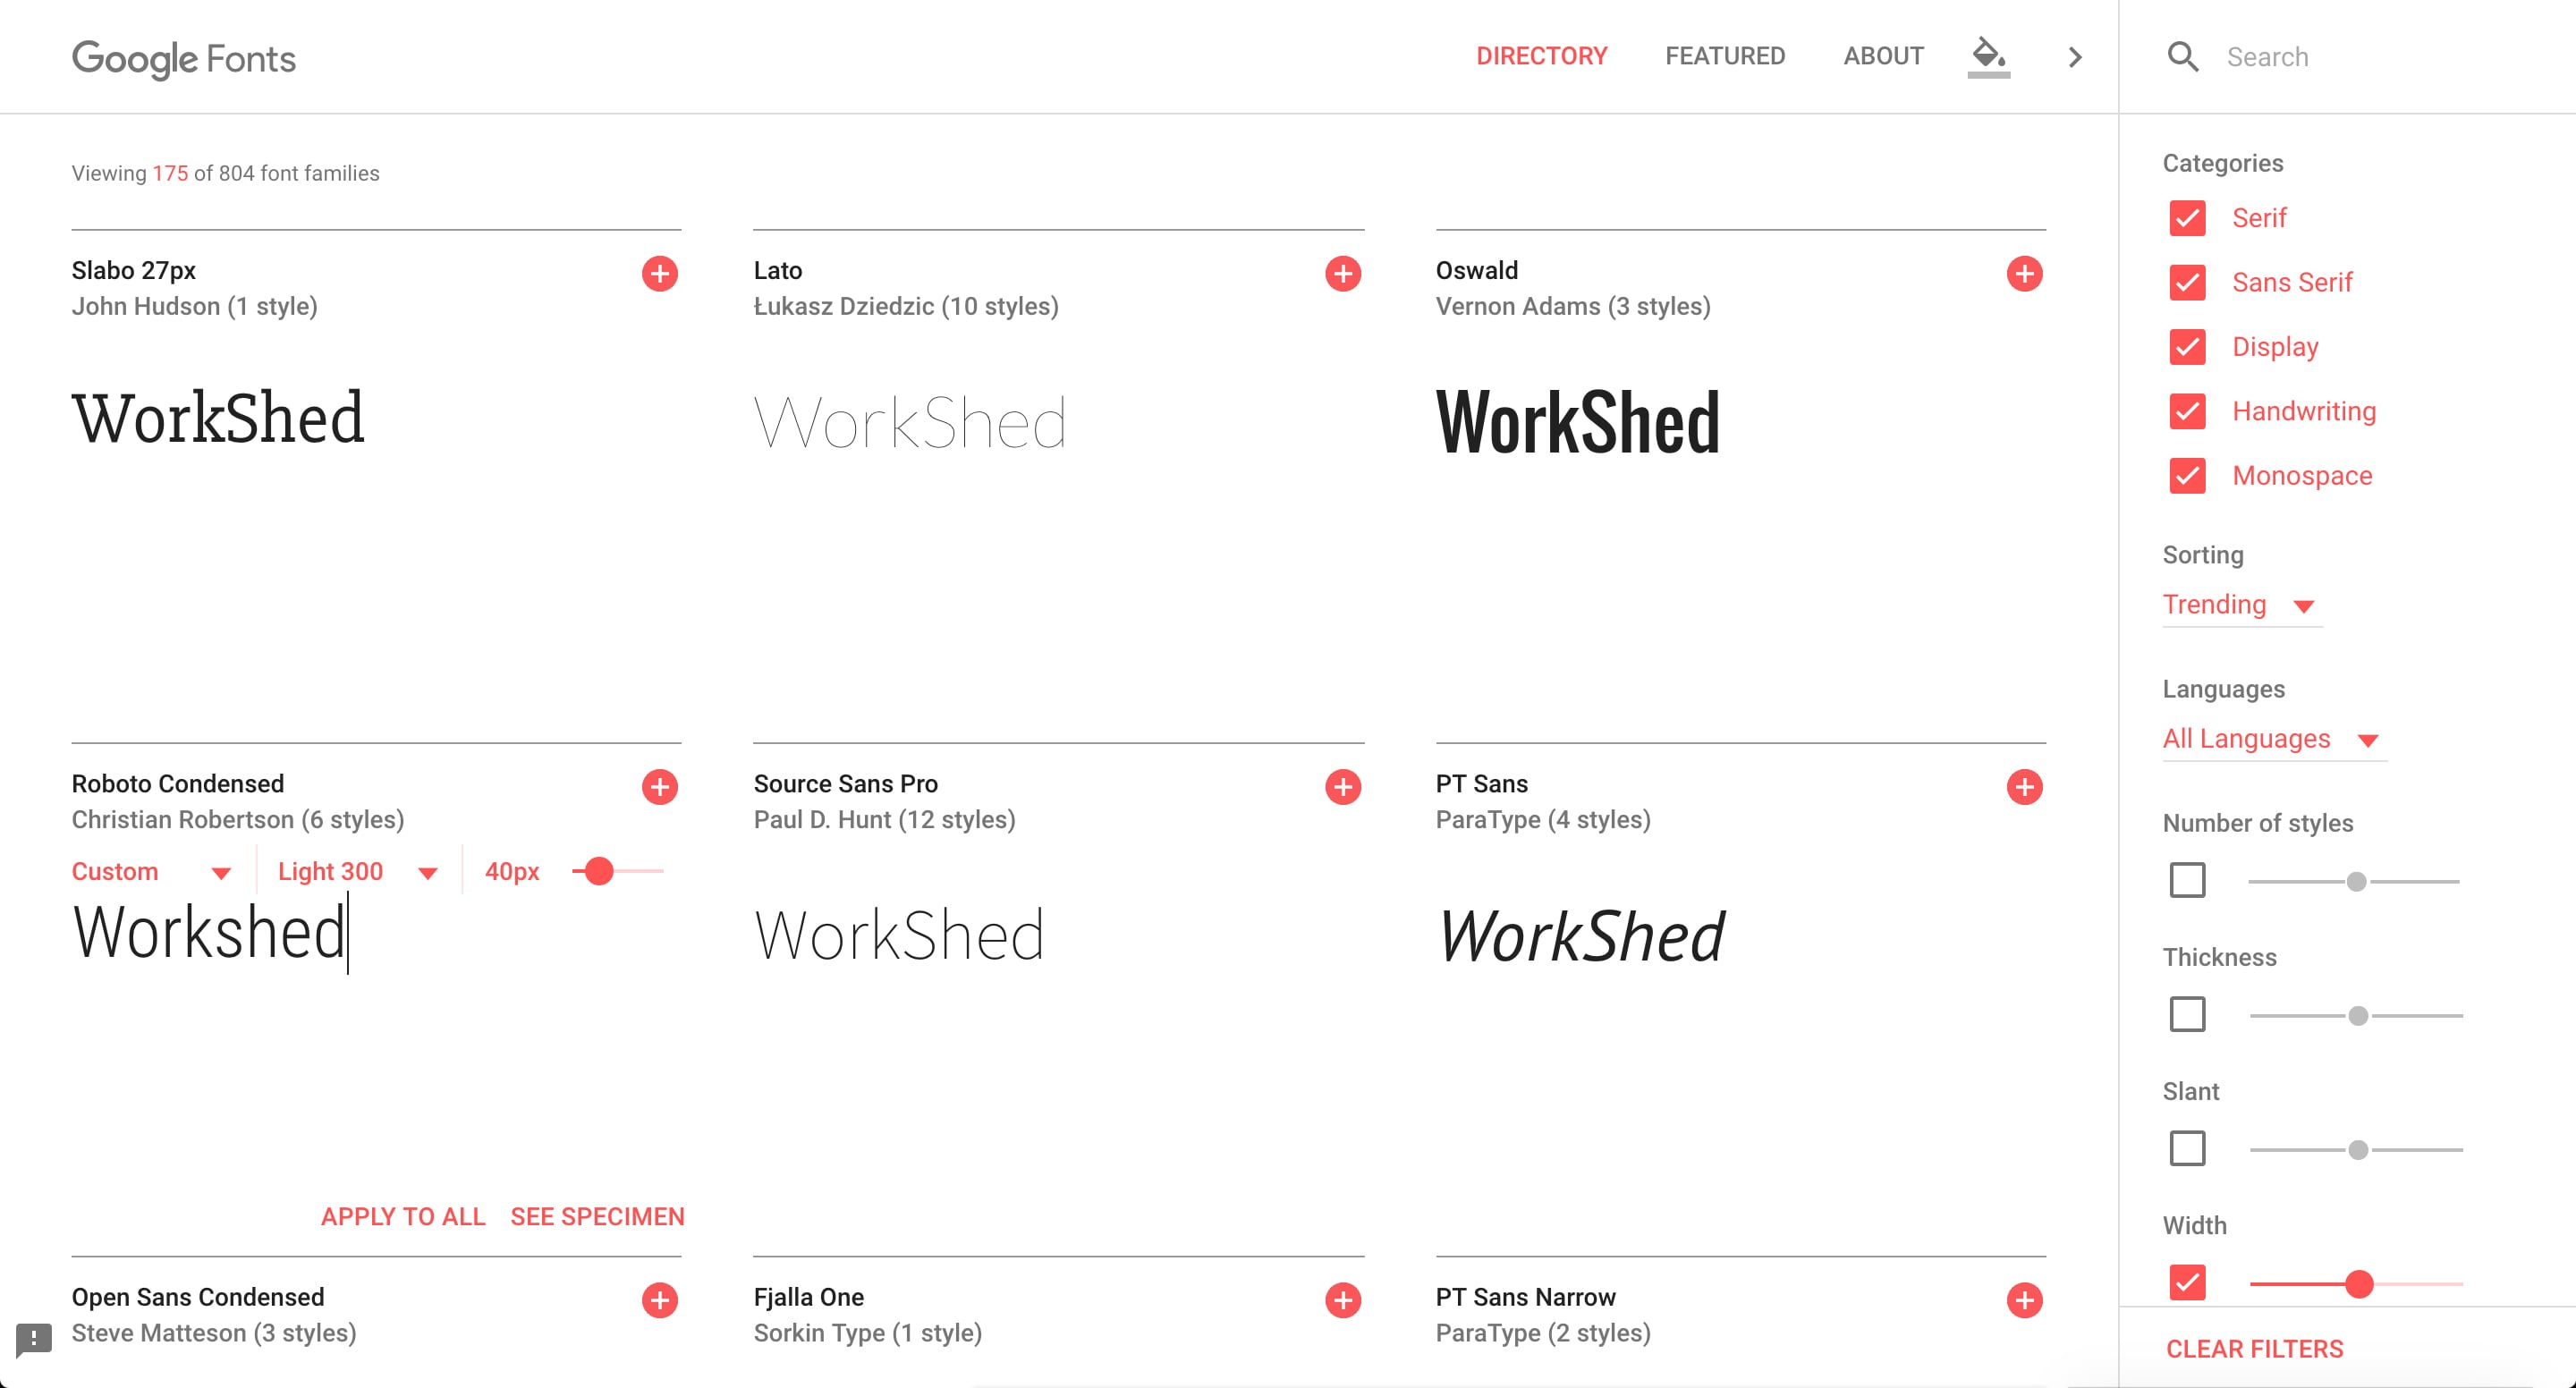 Google Fonts
DIRECTORY
FEATURED
ABOUT
Search
Viewing 175 of 804 font families
Slabo 27px
John Hudson (1 style)
WorkShed
Lato
Łukasz Dziedzic (10 styles)
WorkShed
Oswald
Vernon Adams (3 styles)
WorkShed
Roboto Condensed
Christian Robertson (6 styles)
Custom
Light 300
40px
Workshed
APPLY TO ALL
SEE SPECIMEN
Source Sans Pro
Paul D. Hunt (12 styles)
WorkShed
PT Sans
ParaType (4 styles)
WorkShed
Open Sans Condensed
Steve Matteson (3 styles)
Fjalla One
Sorkin Type (1 style)
PT Sans Narrow
ParaType (2 styles)
Categories
Serif
Sans Serif
Display
Handwriting
Monospace
Sorting
Trending
Languages
All Languages
Number of styles
Thickness
Slant
Width
CLEAR FILTERS